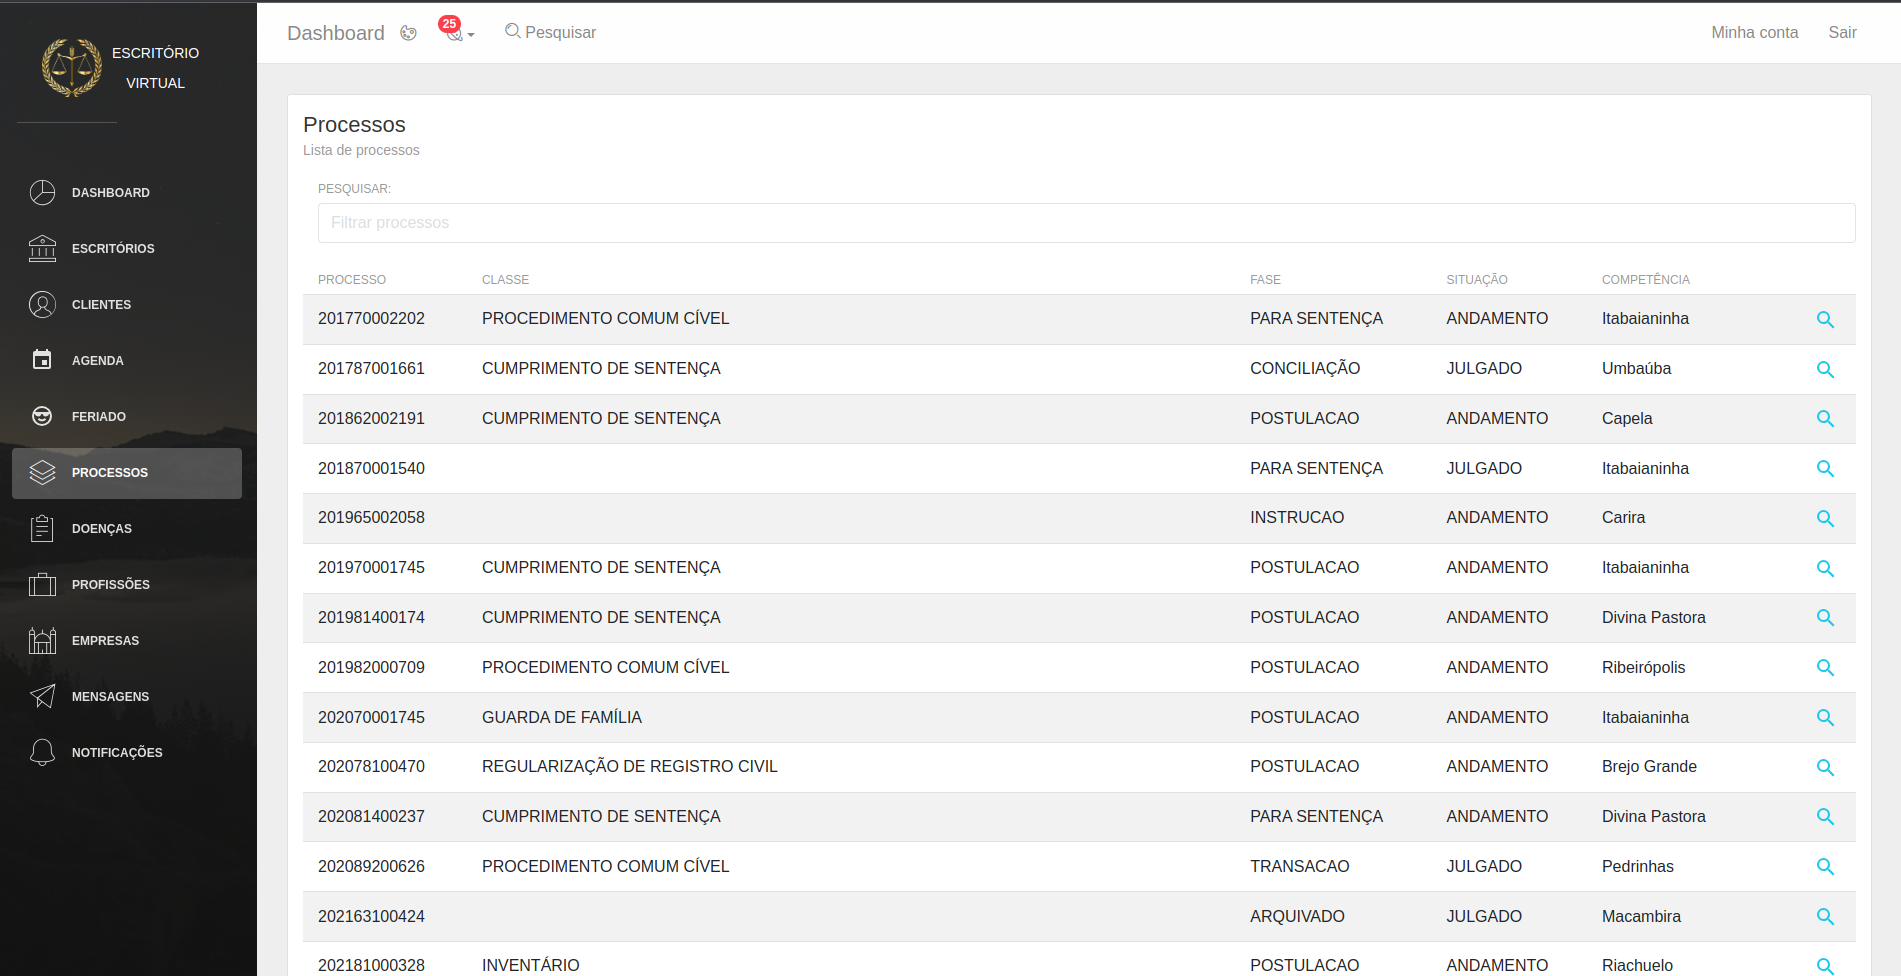 ESCRITÓRIO
VIRTUAL
DASHBOARD
ESCRITÓRIOS
CLIENTES
AGENDA
FERIADO
PROCESSOS
DOENÇAS
PROFISSÕES
EMPRESAS
MENSAGENS
NOTIFICAÇÕES
Dashboard 25 Pesquisar Minha conta Sair
Processos
Lista de processos
PESQUISAR:
Filtrar processos
PROCESSO CLASSE FASE SITUAÇÃO COMPETÊNCIA
201770002202 PROCEDIMENTO COMUM CÍVEL PARA SENTENÇA ANDAMENTO Itabaianinha
201787001661 CUMPRIMENTO DE SENTENÇA CONCILIAÇÃO JULGADO Umbaúba
201862002191 CUMPRIMENTO DE SENTENÇA POSTULACAO ANDAMENTO Capela
201870001540 PARA SENTENÇA JULGADO Itabaianinha
201965002058 INSTRUCAO ANDAMENTO Carira
201970001745 CUMPRIMENTO DE SENTENÇA POSTULACAO ANDAMENTO Itabaianinha
201981400174 CUMPRIMENTO DE SENTENÇA POSTULACAO ANDAMENTO Divina Pastora
201982000709 PROCEDIMENTO COMUM CÍVEL POSTULACAO ANDAMENTO Ribeirópolis
202070001745 GUARDA DE FAMÍLIA POSTULACAO ANDAMENTO Itabaianinha
202078100470 REGULARIZAÇÃO DE REGISTRO CIVIL POSTULACAO ANDAMENTO Brejo Grande
202081400237 CUMPRIMENTO DE SENTENÇA PARA SENTENÇA ANDAMENTO Divina Pastora
202089200626 PROCEDIMENTO COMUM CÍVEL TRANSACAO JULGADO Pedrinhas
202163100424 ARQUIVADO JULGADO Macambira
202181000328 INVENTÁRIO POSTULACAO ANDAMENTO Riachuelo